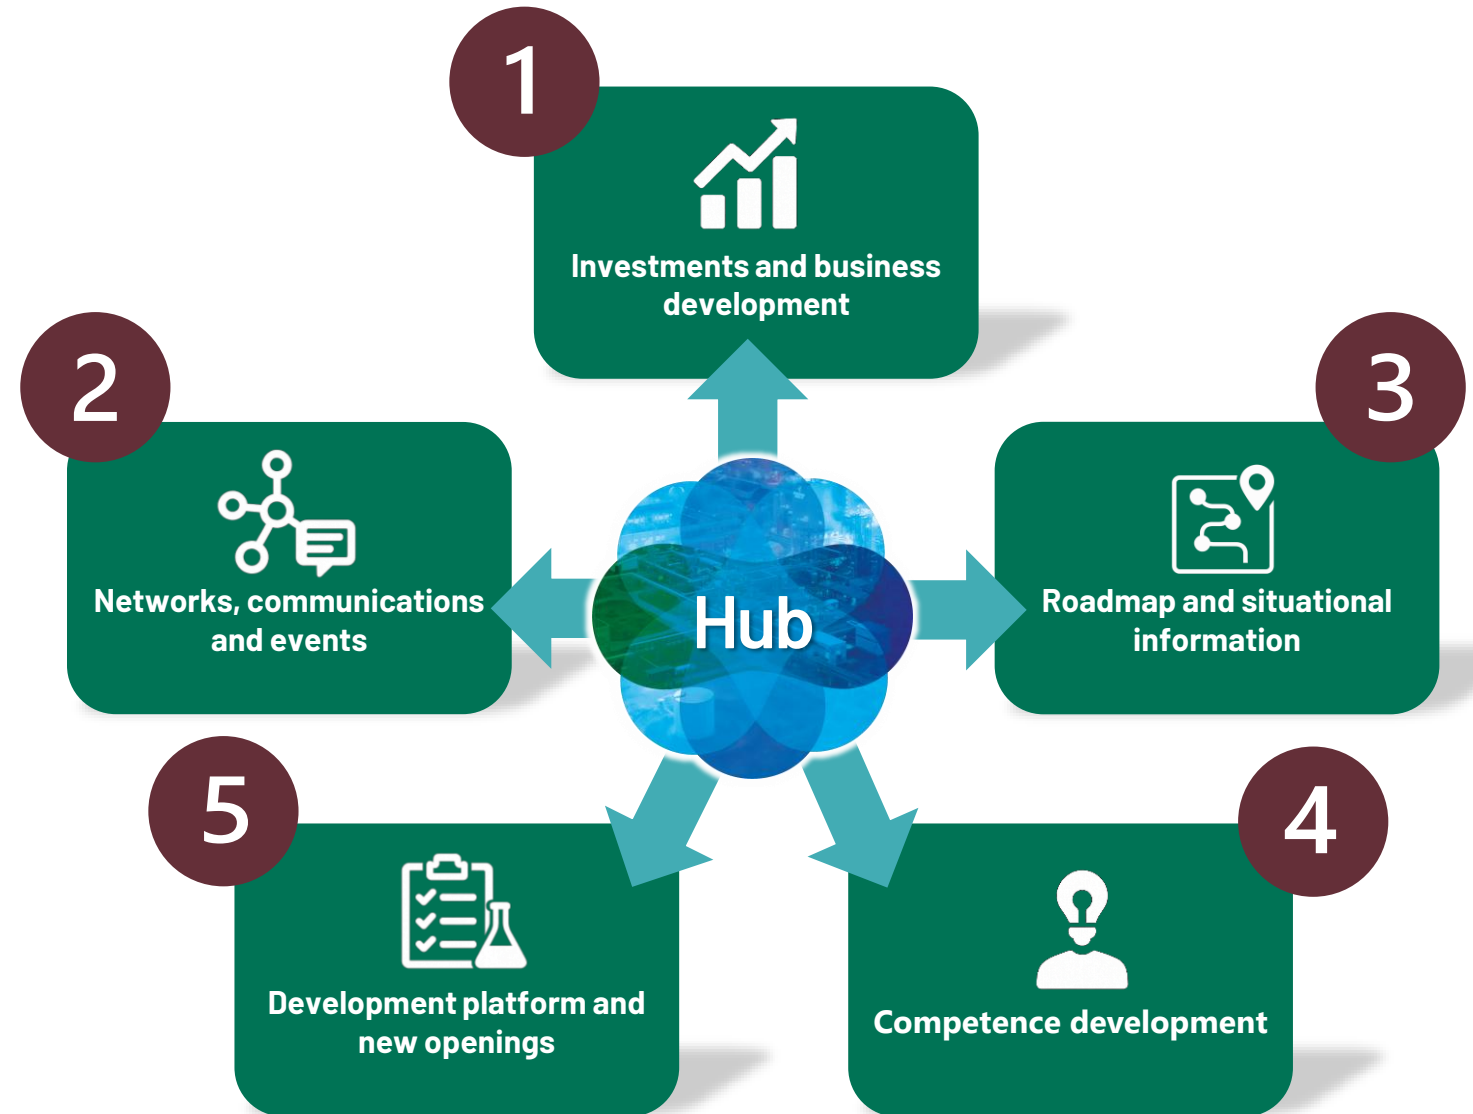 1
Investments and business
development
2
Networks, communications
and events
3
Roadmap and situational
information
Hub
5
Development platform and
new openings
4
Competence development